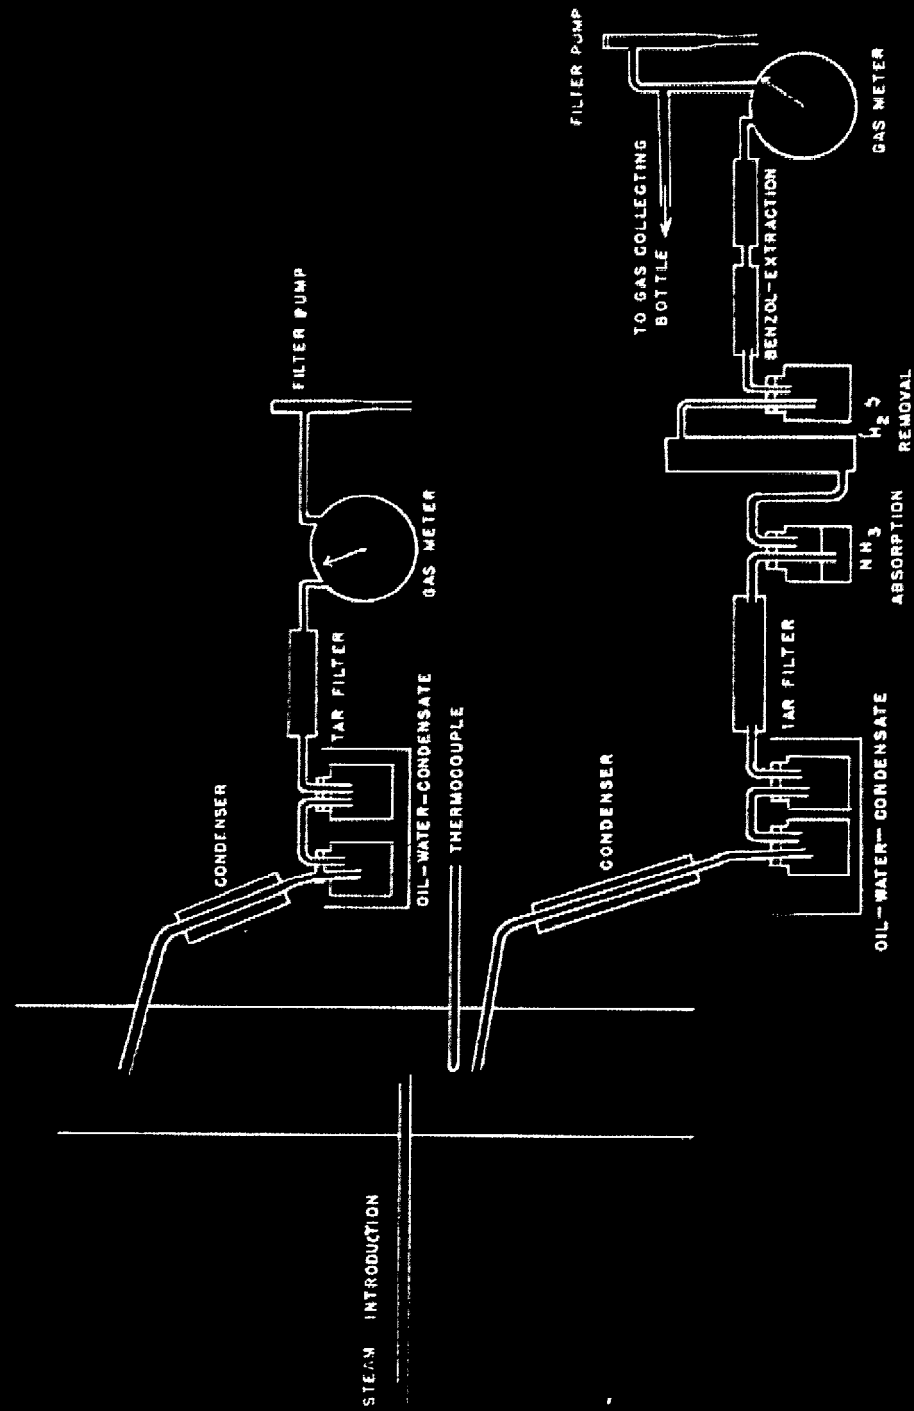 STEAM INTRODUCTION
CONDENSER
FILTER PUMP
GAS METER
TAR FILTER
OIL-WATER-CONDENSATE
THERMOCOUPLE
CONDENSER
FILTER PUMP
TO GAS COLLECTING
BOTTLE
GAS METER
BENZOL-EXTRACTION
H2S
REMOVAL
NH3
ABSORPTION
TAR FILTER
OIL-WATER-CONDENSATE